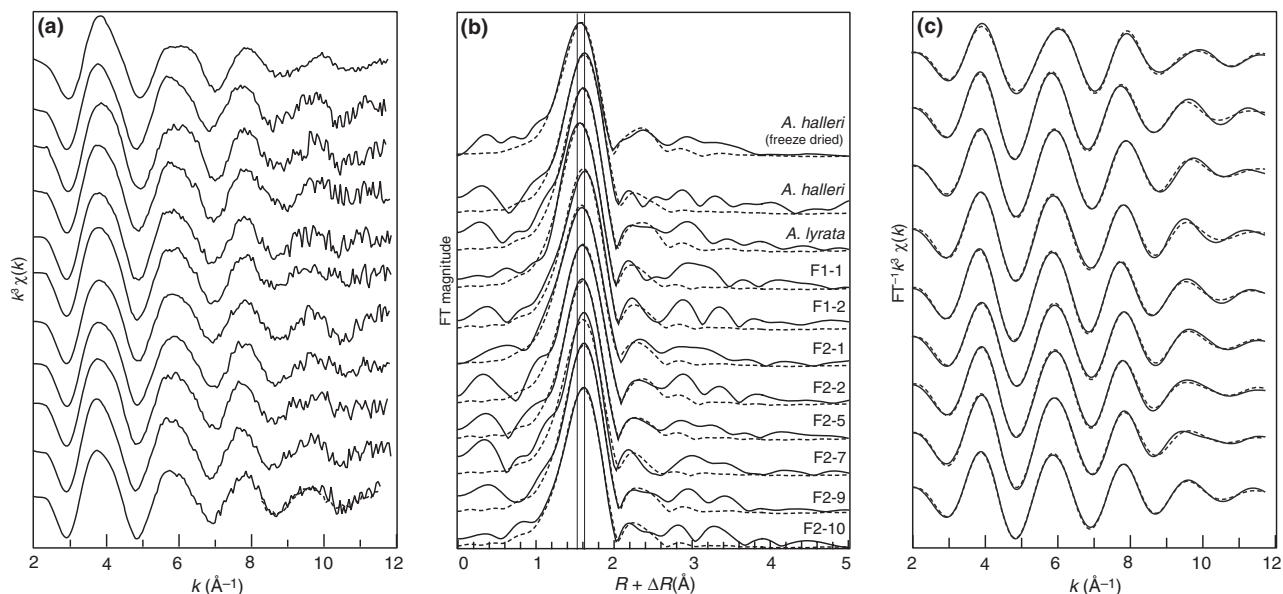 (a)
k³ χ(k)
2 4 6 8 10 12
k (Å⁻¹)
(b)
FT magnitude
A. halleri
(freeze dried)
A. halleri
A. lyrata
F1-1
F1-2
F2-1
F2-2
F2-5
F2-7
F2-9
F2-10
0 1 2 3 4 5
R + ΔR(Å)
(c)
FT⁻¹k³ χ(k)
2 4 6 8 10 12
k (Å⁻¹)